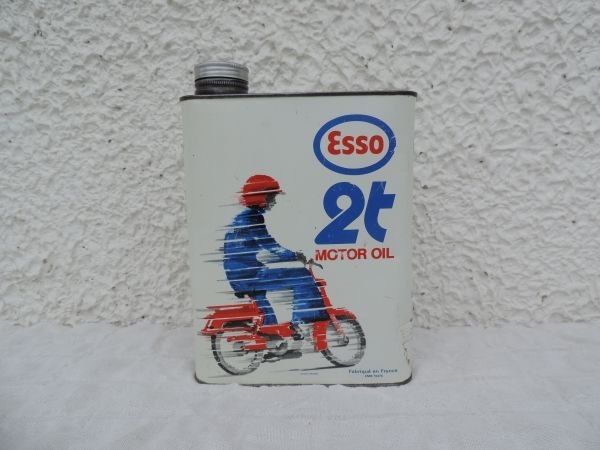 Esso
2t
MOTOR OIL
Fabriqué en France